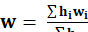 w = ∑hᵢwᵢ